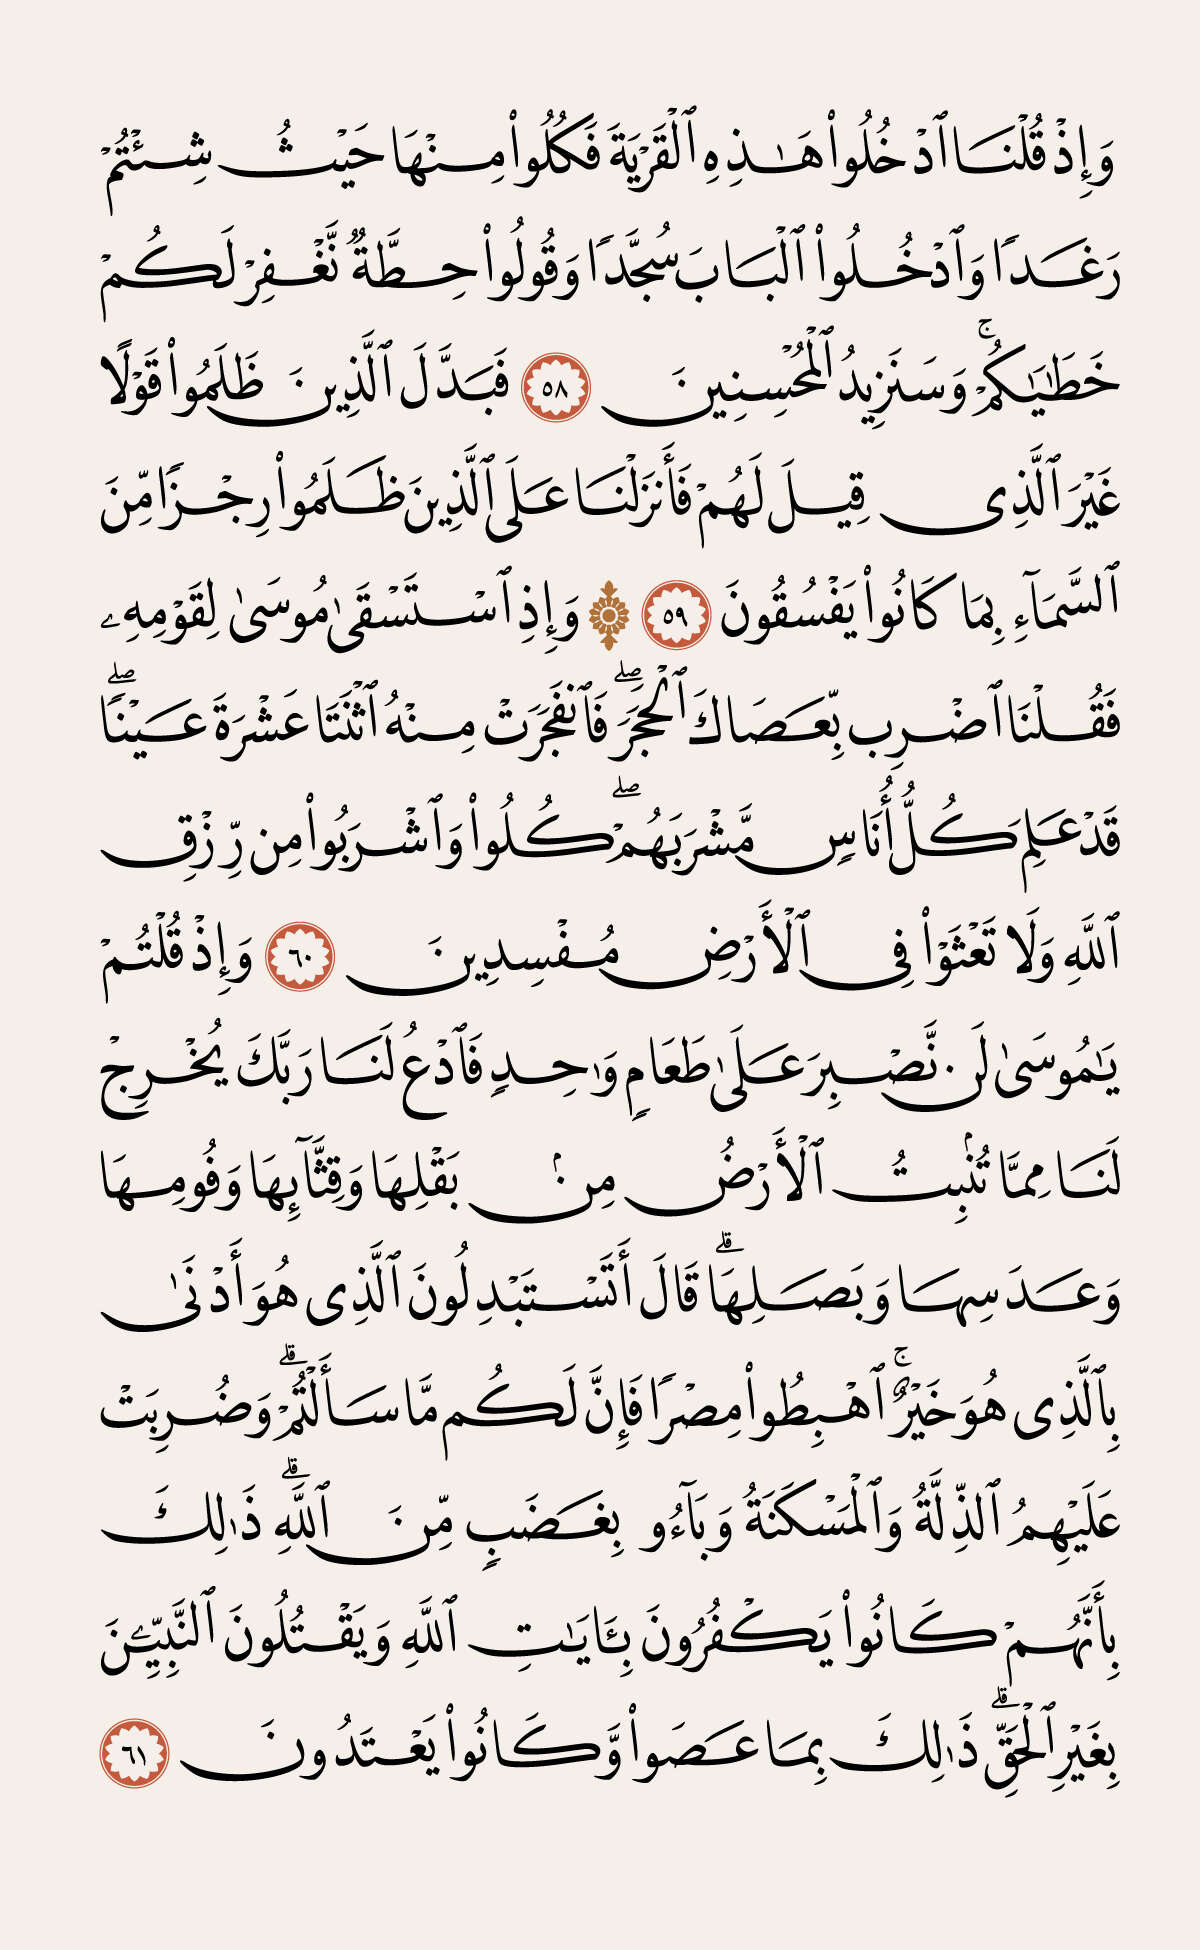 وَإِذْ قُلْنَا ٱدْخُلُوا۟ هَـٰذِهِ ٱلْقَرْيَةَ فَكُلُوا۟ مِنْهَا حَيْثُ شِئْتُمْ
رَغَدًا وَٱدْخُلُوا۟ ٱلْبَابَ سُجَّدًا وَقُولُوا۟ حِطَّةٌ نَّغْفِرْ لَكُمْ
خَطَـٰيَـٰكُمْ ۚ وَسَنَزِيدُ ٱلْمُحْسِنِينَ ٥٨ فَبَدَّلَ ٱلَّذِينَ ظَلَمُوا۟ قَوْلًا
غَيْرَ ٱلَّذِى قِيلَ لَهُمْ فَأَنزَلْنَا عَلَى ٱلَّذِينَ ظَلَمُوا۟ رِجْزًا مِّنَ
ٱلسَّمَآءِ بِمَا كَانُوا۟ يَفْسُقُونَ ٥٩ ۞ وَإِذِ ٱسْتَسْقَىٰ مُوسَىٰ لِقَوْمِهِۦ
فَقُلْنَا ٱضْرِب بِّعَصَاكَ ٱلْحَجَرَ ۖ فَٱنفَجَرَتْ مِنْهُ ٱثْنَتَا عَشْرَةَ عَيْنًا ۖ
قَدْ عَلِمَ كُلُّ أُنَاسٍ مَّشْرَبَهُمْ ۖ كُلُوا۟ وَٱشْرَبُوا۟ مِن رِّزْقِ
ٱللَّهِ وَلَا تَعْثَوْا۟ فِى ٱلْأَرْضِ مُفْسِدِينَ ٦٠ وَإِذْ قُلْتُمْ
يَـٰمُوسَىٰ لَن نَّصْبِرَ عَلَىٰ طَعَامٍ وَٰحِدٍ فَٱدْعُ لَنَا رَبَّكَ يُخْرِجْ
لَنَا مِمَّا تُنۢبِتُ ٱلْأَرْضُ مِنۢ بَقْلِهَا وَقِثَّآئِهَا وَفُومِهَا
وَعَدَسِهَا وَبَصَلِهَا ۖ قَالَ أَتَسْتَبْدِلُونَ ٱلَّذِى هُوَ أَدْنَىٰ
بِٱلَّذِى هُوَ خَيْرٌ ۚ ٱهْبِطُوا۟ مِصْرًا فَإِنَّ لَكُم مَّا سَأَلْتُمْ ۗ وَضُرِبَتْ
عَلَيْهِمُ ٱلذِّلَّةُ وَٱلْمَسْكَنَةُ وَبَآءُو بِغَضَبٍ مِّنَ ٱللَّهِ ۗ ذَٰلِكَ
بِأَنَّهُمْ كَانُوا۟ يَكْفُرُونَ بِـَٔايَـٰتِ ٱللَّهِ وَيَقْتُلُونَ ٱلنَّبِيِّـۧنَ
بِغَيْرِ ٱلْحَقِّ ۗ ذَٰلِكَ بِمَا عَصَوا۟ وَّكَانُوا۟ يَعْتَدُونَ ٦١